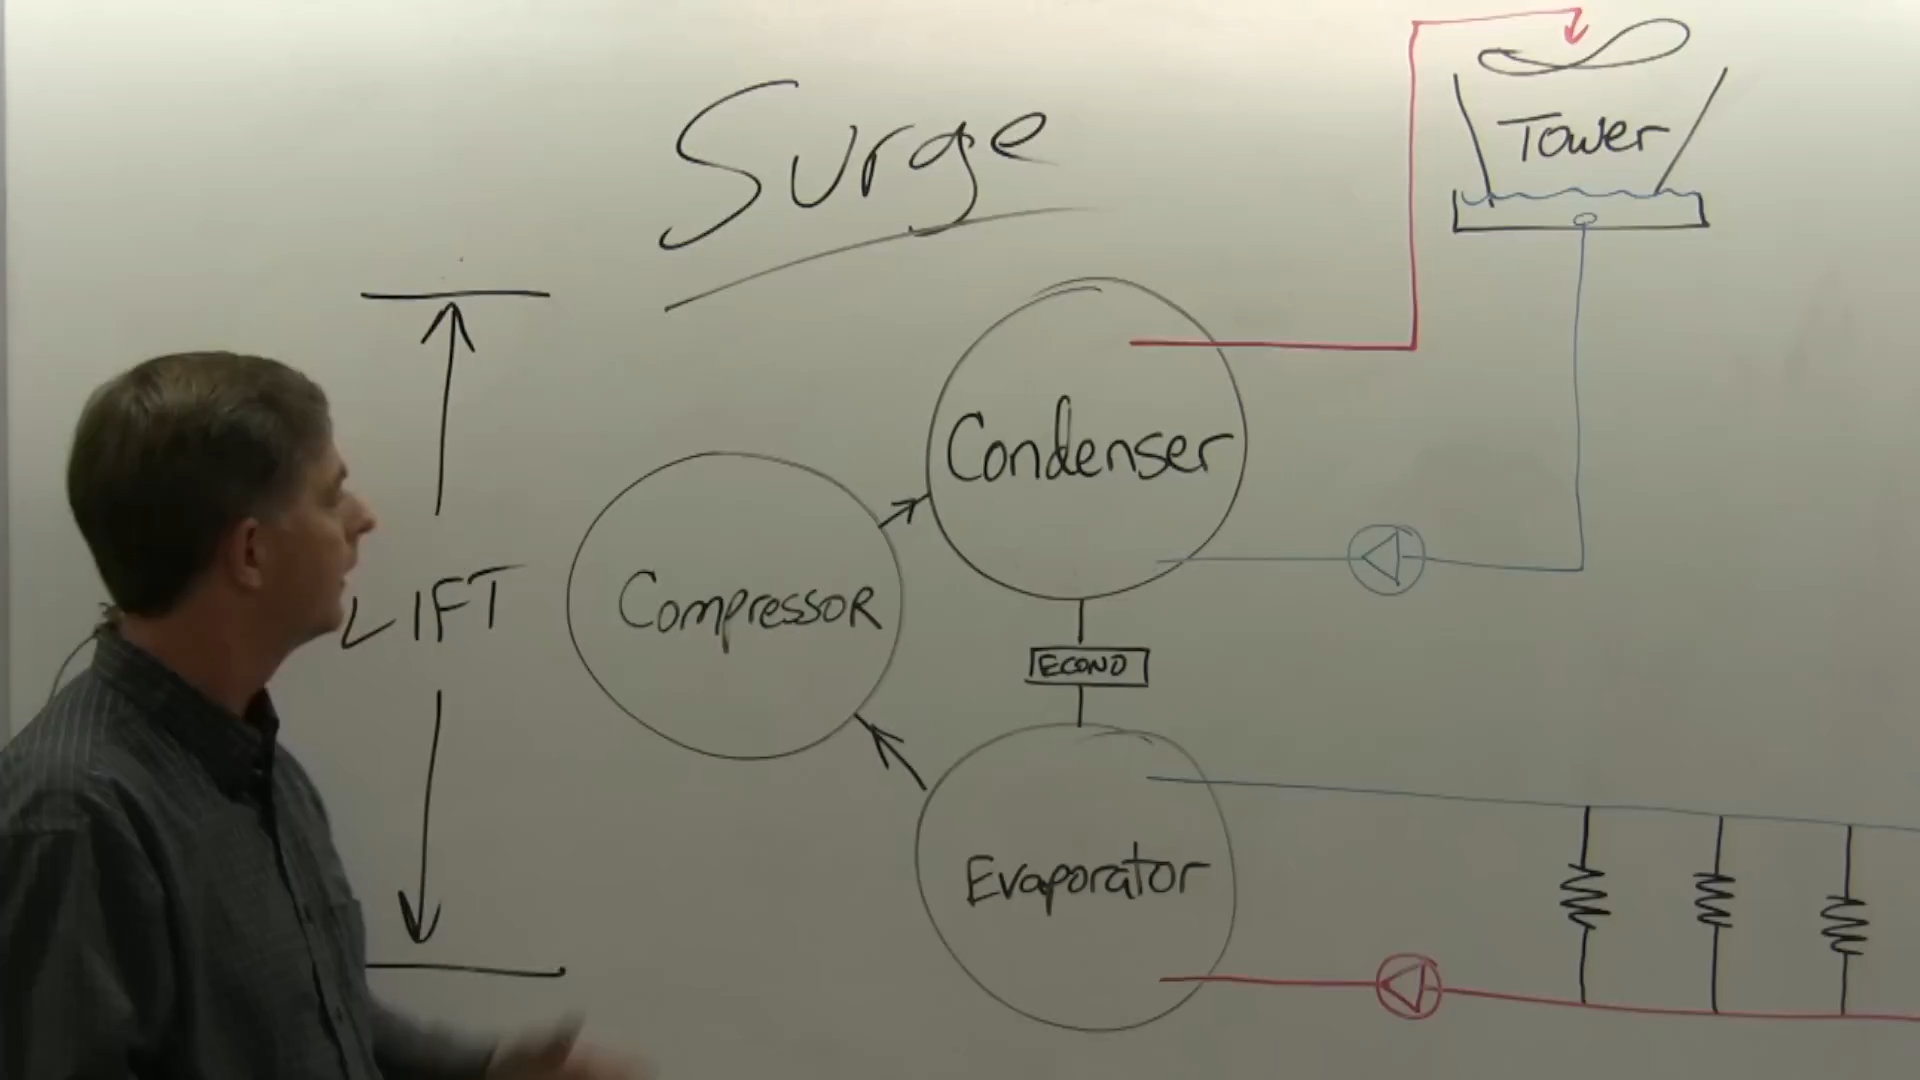 Surge
Tower
Condenser
LIFT
Compressor
ECONO
Evaporator